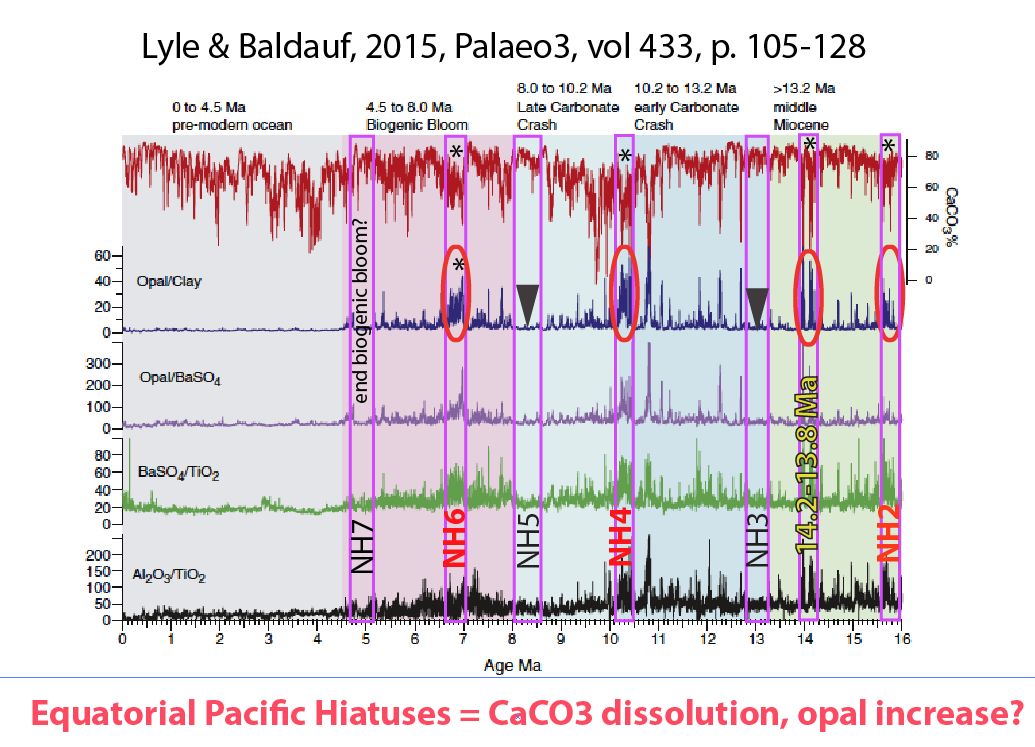 Lyle & Baldauf, 2015, Palaeo3, vol 433, p. 105-128
0 to 4.5 Ma
pre-modern ocean
4.5 to 8.0 Ma
Biogenic Bloom
8.0 to 10.2 Ma
Late Carbonate
Crash
10.2 to 13.2 Ma
early Carbonate
Crash
>13.2 Ma
middle
Miocene
* * * *
80
60
40
20
0
CaCO3%
60
40
20
0
Opal/Clay
*
end biogenic bloom?
300
200
100
0
Opal/BaSO4
80
60
40
20
0
BaSO4/TiO2
200
150
100
50
0
Al2O3/TiO2
NH7
NH6
NH5
NH4
NH3
14.2-13.8 Ma
NH2
0 1 2 3 4 5 6 7 8 9 10 11 12 13 14 15 16
Age Ma
Equatorial Pacific Hiatuses = CaCO3 dissolution, opal increase?